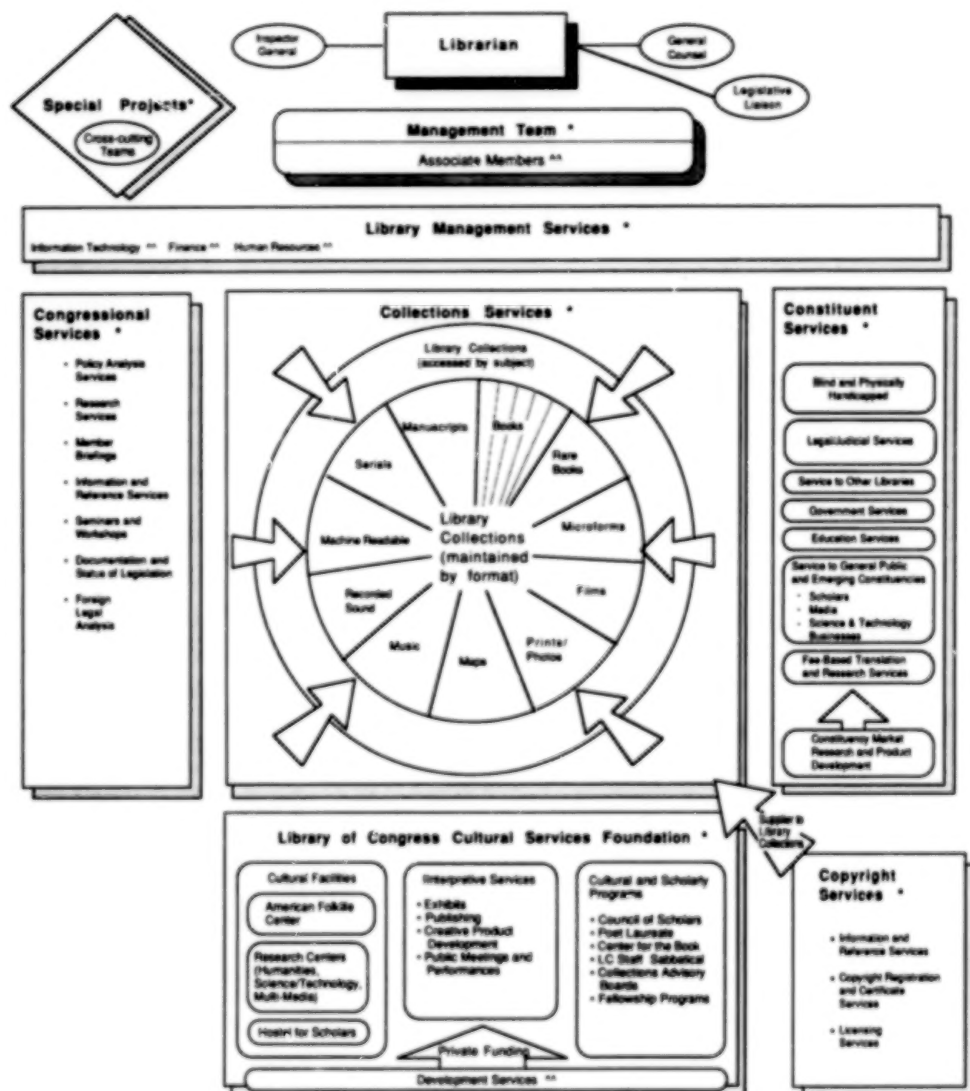 Inspector
General
Librarian
General
Counsel
Legislative
Liaison
Special Projects*
Cross-cutting
Teams
Management Team *
Associate Members ^^
Library Management Services *
Information Technology ^^ Finance ^^ Human Resources ^^
Congressional
Services *
• Policy Analysis
Services
• Research
Services
• Member
Briefings
• Information and
Reference Services
• Seminars and
Workshops
• Documentation and
Status of Legislation
• Foreign
Legal
Analysis
Collections Services *
Library Collections
(accessed by subject)
Manuscripts
Books
Rare
Books
Serials
Microforms
Machine Readable
Library
Collections
(maintained
by format)
Films
Recorded
Sound
Music
Maps
Prints/
Photos
Constituent
Services *
Blind and Physically
Handicapped
Legal/Judicial Services
Service to Other Libraries
Government Services
Education Services
Service to General Public
and Emerging Constituencies
- Scholars
- Media
- Science & Technology
Businesses
Fee-Based Translation
and Research Services
Constituency Market
Research and Product
Development
Supplier to
Library
Collections
Library of Congress Cultural Services Foundation *
Cultural Facilities
American Folklife
Center
Research Centers
(Humanities,
Science/Technology,
Multi-Media)
Hostel for Scholars
Interpretive Services
• Exhibits
• Publishing
• Creative Product
Development
• Public Meetings and
Performances
Cultural and Scholarly
Programs
• Council of Scholars
• Poet Laureate
• Center for the Book
• LC Staff Sabbatical
• Collections Advisory
Boards
• Fellowship Programs
Private Funding
Development Services ^^
Copyright
Services *
• Information and
Reference Services
• Copyright Registration
and Certificate
Services
• Licensing
Services